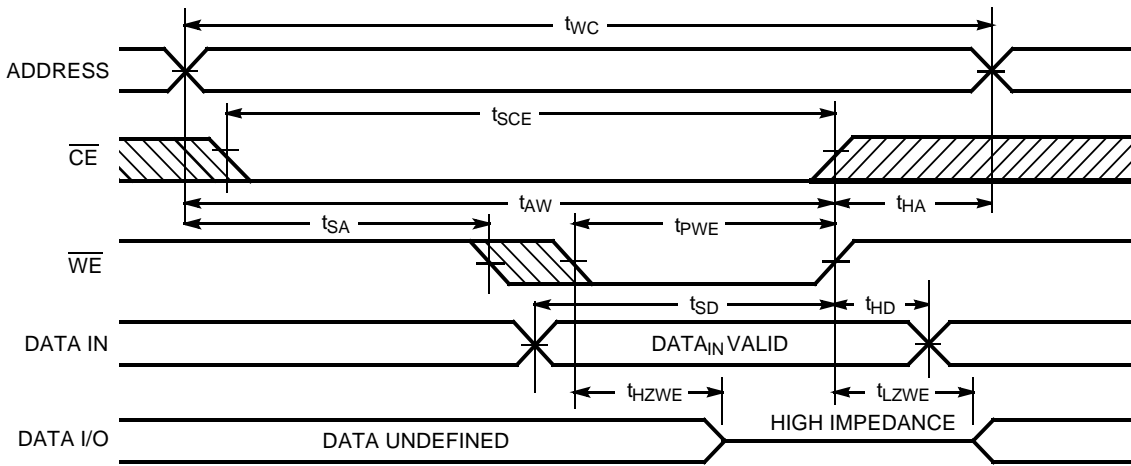 tWC
ADDRESS
tSCE
CE
tAW
tHA
tSA
tPWE
WE
tSD
tHD
DATA IN
DATAIN VALID
tHZWE
tLZWE
HIGH IMPEDANCE
DATA I/O
DATA UNDEFINED